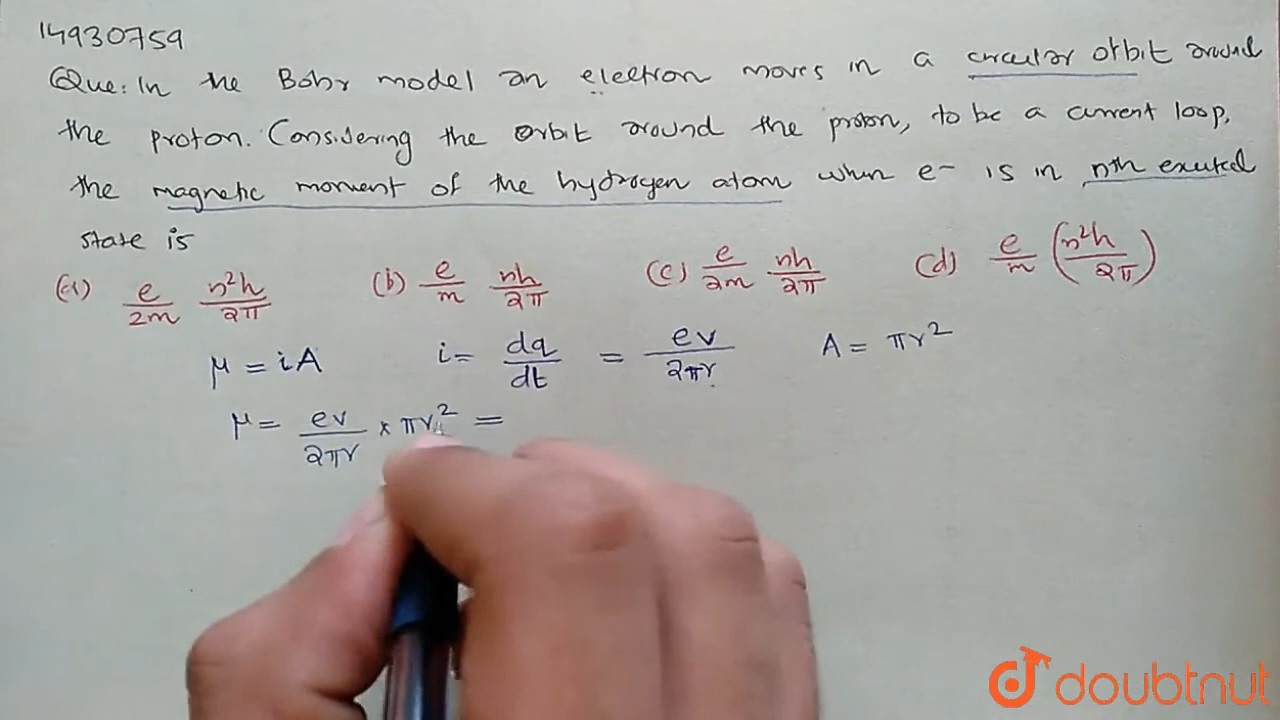 14930759
Que: In the Bohr model an electron moves in a circular orbit around
the proton. Considering the orbit around the proton, to be a current loop,
the magnetic moment of the hydrogen atom when e- is in nth excited
state is
(a) e/2m n²h/2π (b) e/m nh/2π (c) e/2m nh/2π (d) e/m (n²h/2π)
μ = iA i = dq/dt = ev/2πr A = πr²
μ = ev/2πr × πr² =
doubtnut